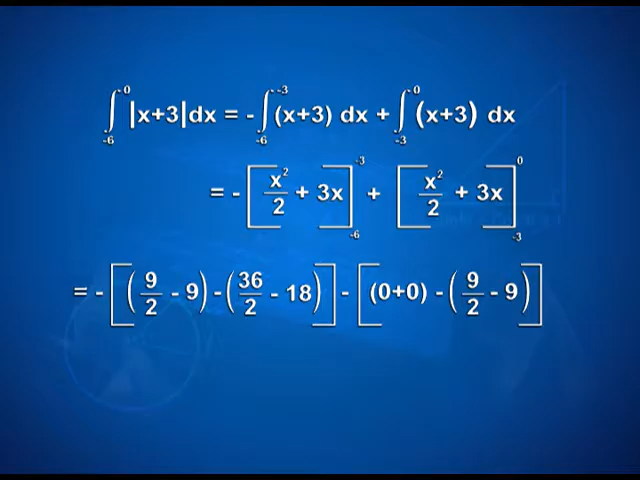 ∫₋₆⁰ |x+3|dx = - ∫₋₆⁻³ (x+3) dx + ∫₋₃⁰ (x+3) dx
= - [x²/2 + 3x]₋₆⁻³ + [x²/2 + 3x]₋₃⁰
= - [(9/2 - 9) - (36/2 - 18)] - [(0+0) - (9/2 - 9)]